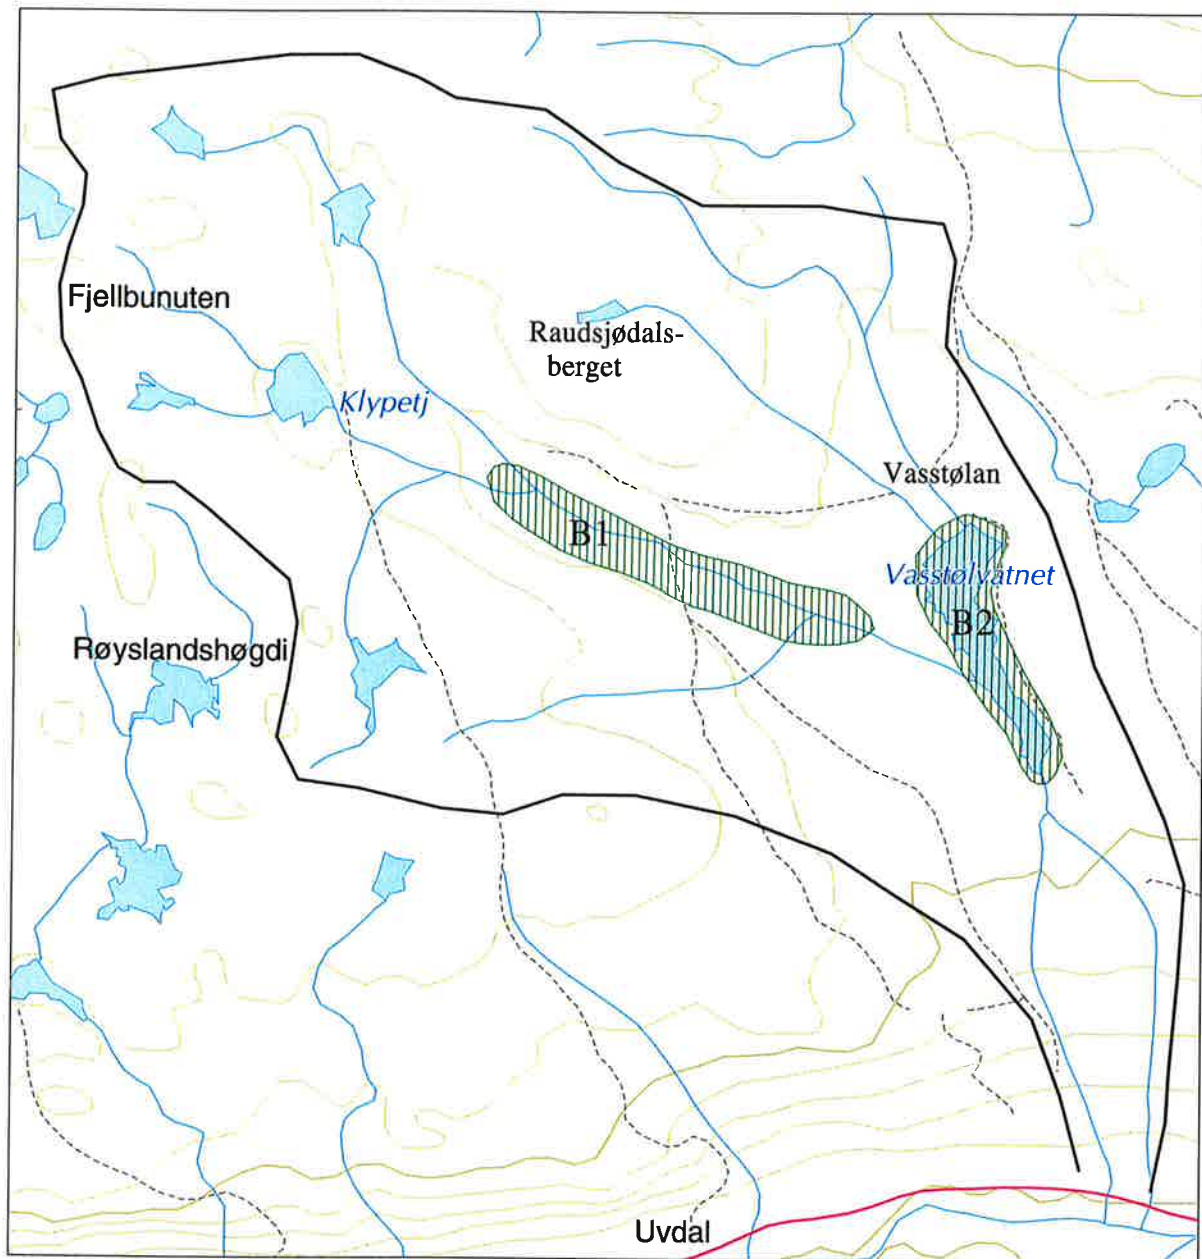 Fjellbunuten
Raudsjødals-
berget
Klypetj
Vasstølan
B1
Vasstølvatnet
B2
Røyslandshøgdi
Uvdal